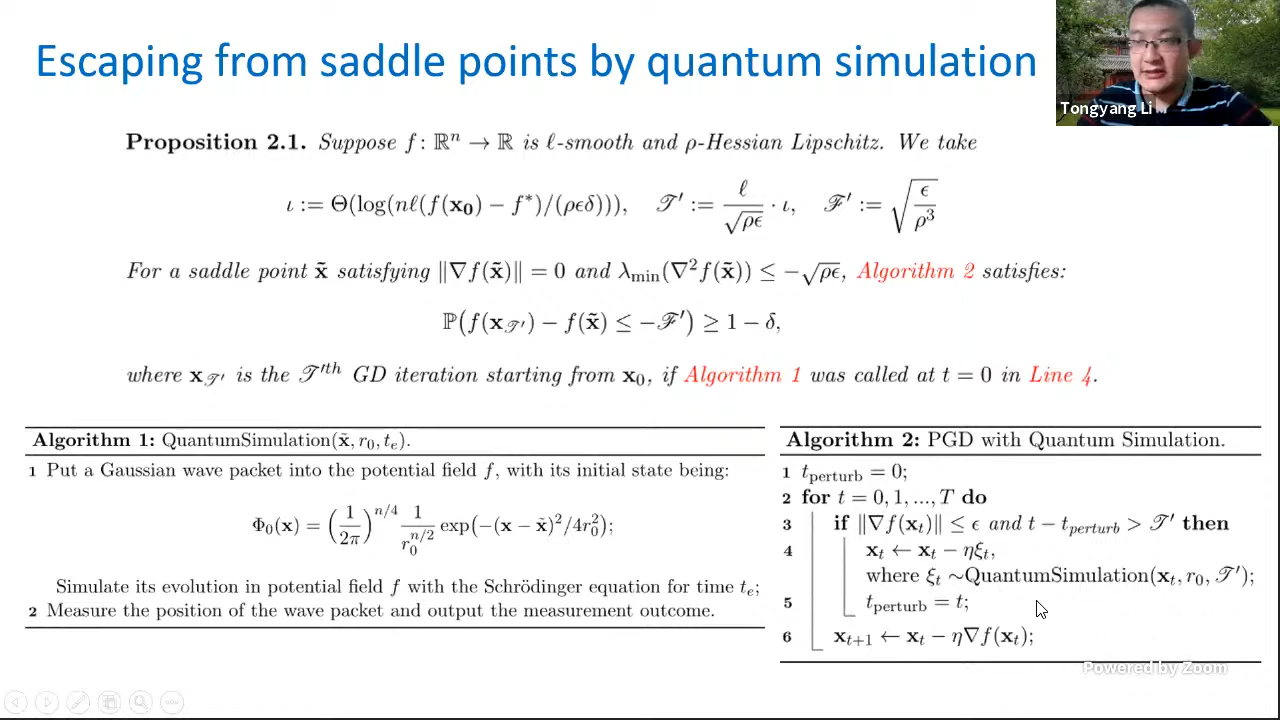 Escaping from saddle points by quantum simulation
Tongyang Li
Proposition 2.1. Suppose f : ℝⁿ → ℝ is ℓ-smooth and ρ-Hessian Lipschitz. We take
ι := Θ(log(nℓ(f(x₀) − f*)/(ρϵδ))), 𝒯′ := ℓ/√(ρϵ) · ι, ℱ′ := √(ϵ/ρ³)
For a saddle point x̃ satisfying ‖∇f(x̃)‖ = 0 and λ_min(∇²f(x̃)) ≤ −√(ρϵ), Algorithm 2 satisfies:
ℙ(f(x_𝒯′) − f(x̃) ≤ −ℱ′) ≥ 1 − δ,
where x_𝒯′ is the 𝒯′th GD iteration starting from x₀, if Algorithm 1 was called at t = 0 in Line 4.
Algorithm 1: QuantumSimulation(x̃, r₀, t_e).
1 Put a Gaussian wave packet into the potential field f, with its initial state being:
Φ₀(x) = (1/2π)^{n/4} 1/r₀^{n/2} exp(−(x − x̃)²/4r₀²);
Simulate its evolution in potential field f with the Schrödinger equation for time t_e;
2 Measure the position of the wave packet and output the measurement outcome.
Algorithm 2: PGD with Quantum Simulation.
1 t_perturb = 0;
2 for t = 0, 1, ..., T do
3 if ‖∇f(x_t)‖ ≤ ϵ and t − t_perturb > 𝒯′ then
4 x_t ← x_t − ηξ_t,
where ξ_t ~QuantumSimulation(x_t, r₀, 𝒯′);
5 t_perturb = t;
6 x_{t+1} ← x_t − η∇f(x_t);
Powered by Zoom